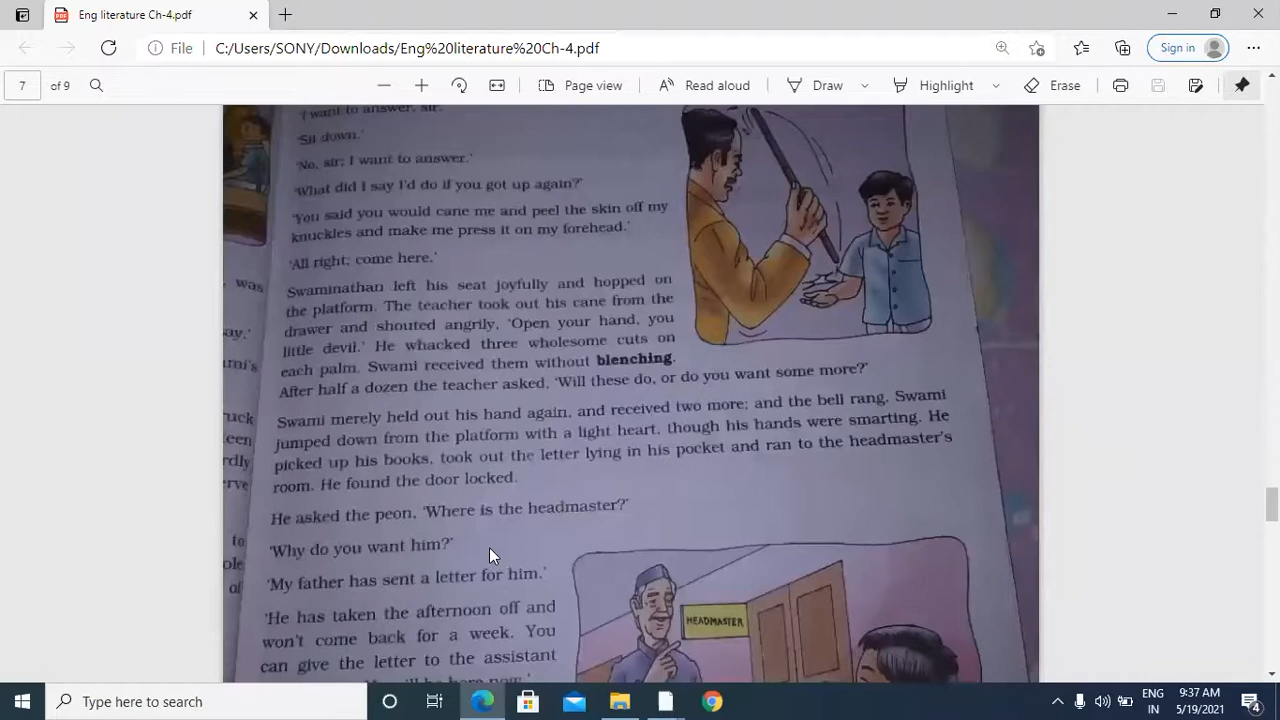 Eng literature Ch-4.pdf
File
C:/Users/SONY/Downloads/Eng%20literature%20Ch-4.pdf
Sign in
7 of 9
Page view
Read aloud
Draw
Highlight
Erase
'I want to answer, sir.'
'Sit down.'
'No, sir; I want to answer.'
'What did I say I'd do if you got up again?'
'You said you would cane me and peel the skin off my
knuckles and make me press it on my forehead.'
'All right; come here.'
Swaminathan left his seat joyfully and hopped on
the platform. The teacher took out his cane from the
drawer and shouted angrily, 'Open your hand, you
little devil.' He whacked three wholesome cuts on
each palm. Swami received them without blenching.
After half a dozen the teacher asked, 'Will these do, or do you want some more?'
Swami merely held out his hand again, and received two more; and the bell rang. Swami
jumped down from the platform with a light heart, though his hands were smarting. He
picked up his books, took out the letter lying in his pocket and ran to the headmaster's
room. He found the door locked.
He asked the peon, 'Where is the headmaster?'
'Why do you want him?'
'My father has sent a letter for him.'
'He has taken the afternoon off and
won't come back for a week. You
can give the letter to the assistant
will be here now.'
HEADMASTER
was
to
of
Type here to search
ENG
IN
9:37 AM
5/19/2021
4